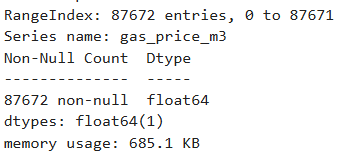 RangeIndex: 87672 entries, 0 to 87671
Series name: gas_price_m3
Non-Null Count  Dtype
--------------  -----
87672 non-null  float64
dtypes: float64(1)
memory usage: 685.1 KB